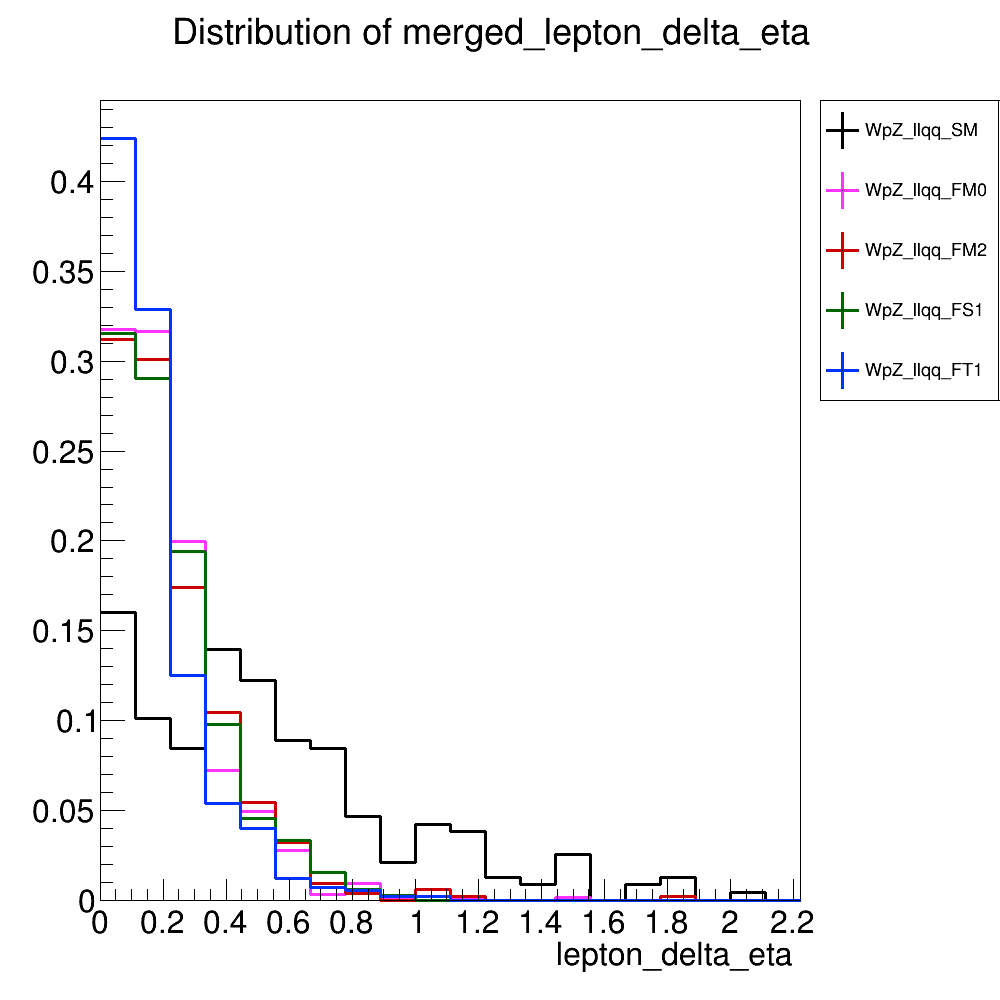 Distribution of merged_lepton_delta_eta
WpZ_llqq_SM
WpZ_llqq_FM0
WpZ_llqq_FM2
WpZ_llqq_FS1
WpZ_llqq_FT1
0.4
0.35
0.3
0.25
0.2
0.15
0.1
0.05
0
0 0.2 0.4 0.6 0.8 1 1.2 1.4 1.6 1.8 2 2.2
lepton_delta_eta